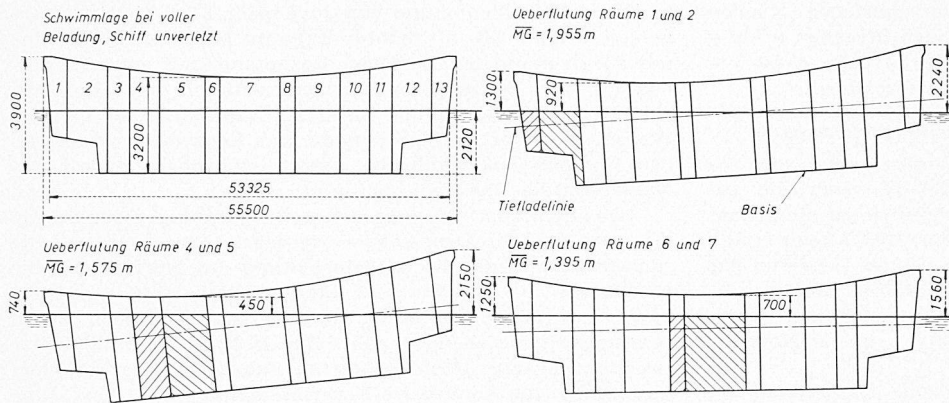 Schwimmlage bei voller
Beladung, Schiff unverletzt
3900
1 2 3 4 5 6 7 8 9 10 11 12 13
3200
2120
53325
55500
Ueberflutung Räume 1 und 2
MG = 1,955 m
1300
920
2240
Tiefladelinie
Basis
Ueberflutung Räume 4 und 5
MG = 1,575 m
740
450
2150
Ueberflutung Räume 6 und 7
MG = 1,395 m
1250
700
1560